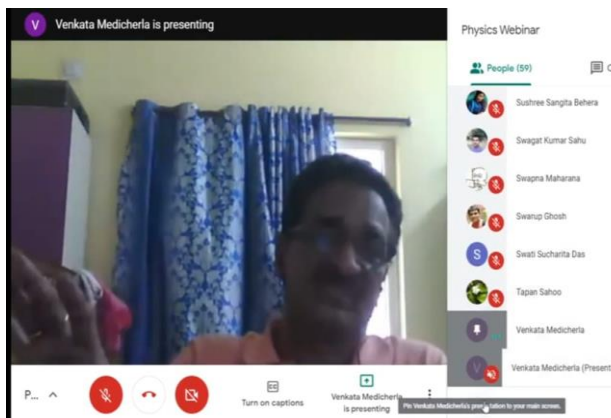 V Venkata Medicherla is presenting
Physics Webinar
People (59)
C
Sushree Sangita Behera
Swagat Kumar Sahu
Swapna Maharana
Swarup Ghosh
S Swati Sucharita Das
Tapan Sahoo
Venkata Medicherla
V Venkata Medicherla (Present
P...
CC
Turn on captions
Venkata Medicherla
is presenting
Pin Venkata Medicherla's presentation to your main screen.